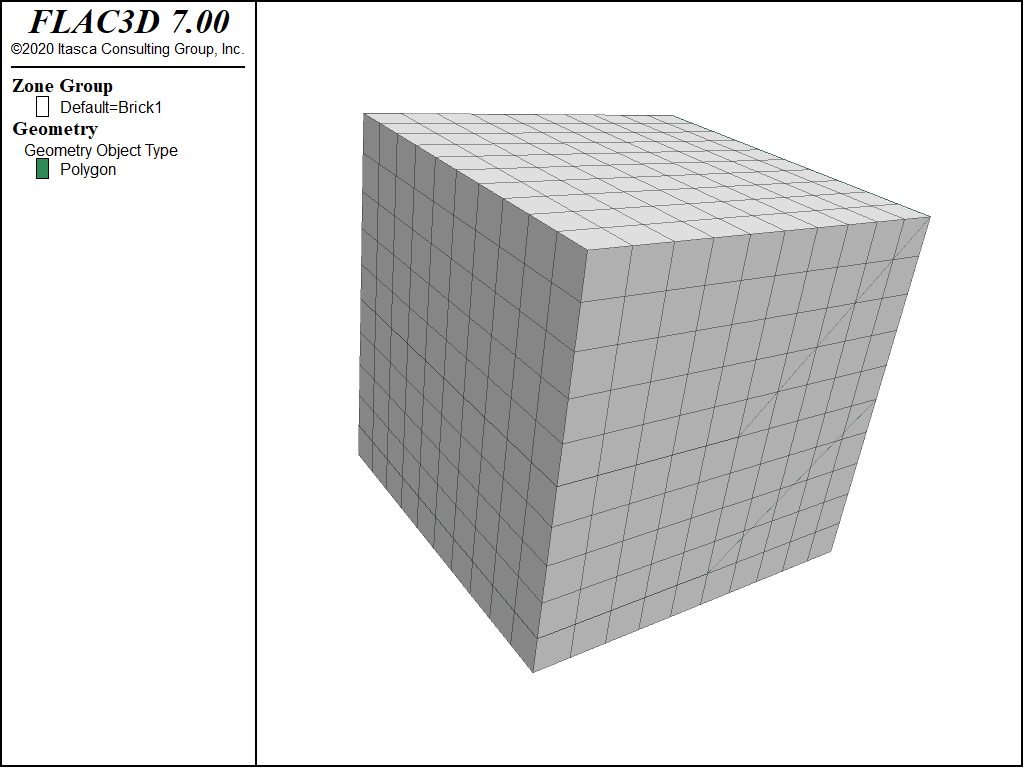 FLAC3D 7.00
©2020 Itasca Consulting Group, Inc.
Zone Group
Default=Brick1
Geometry
Geometry Object Type
Polygon